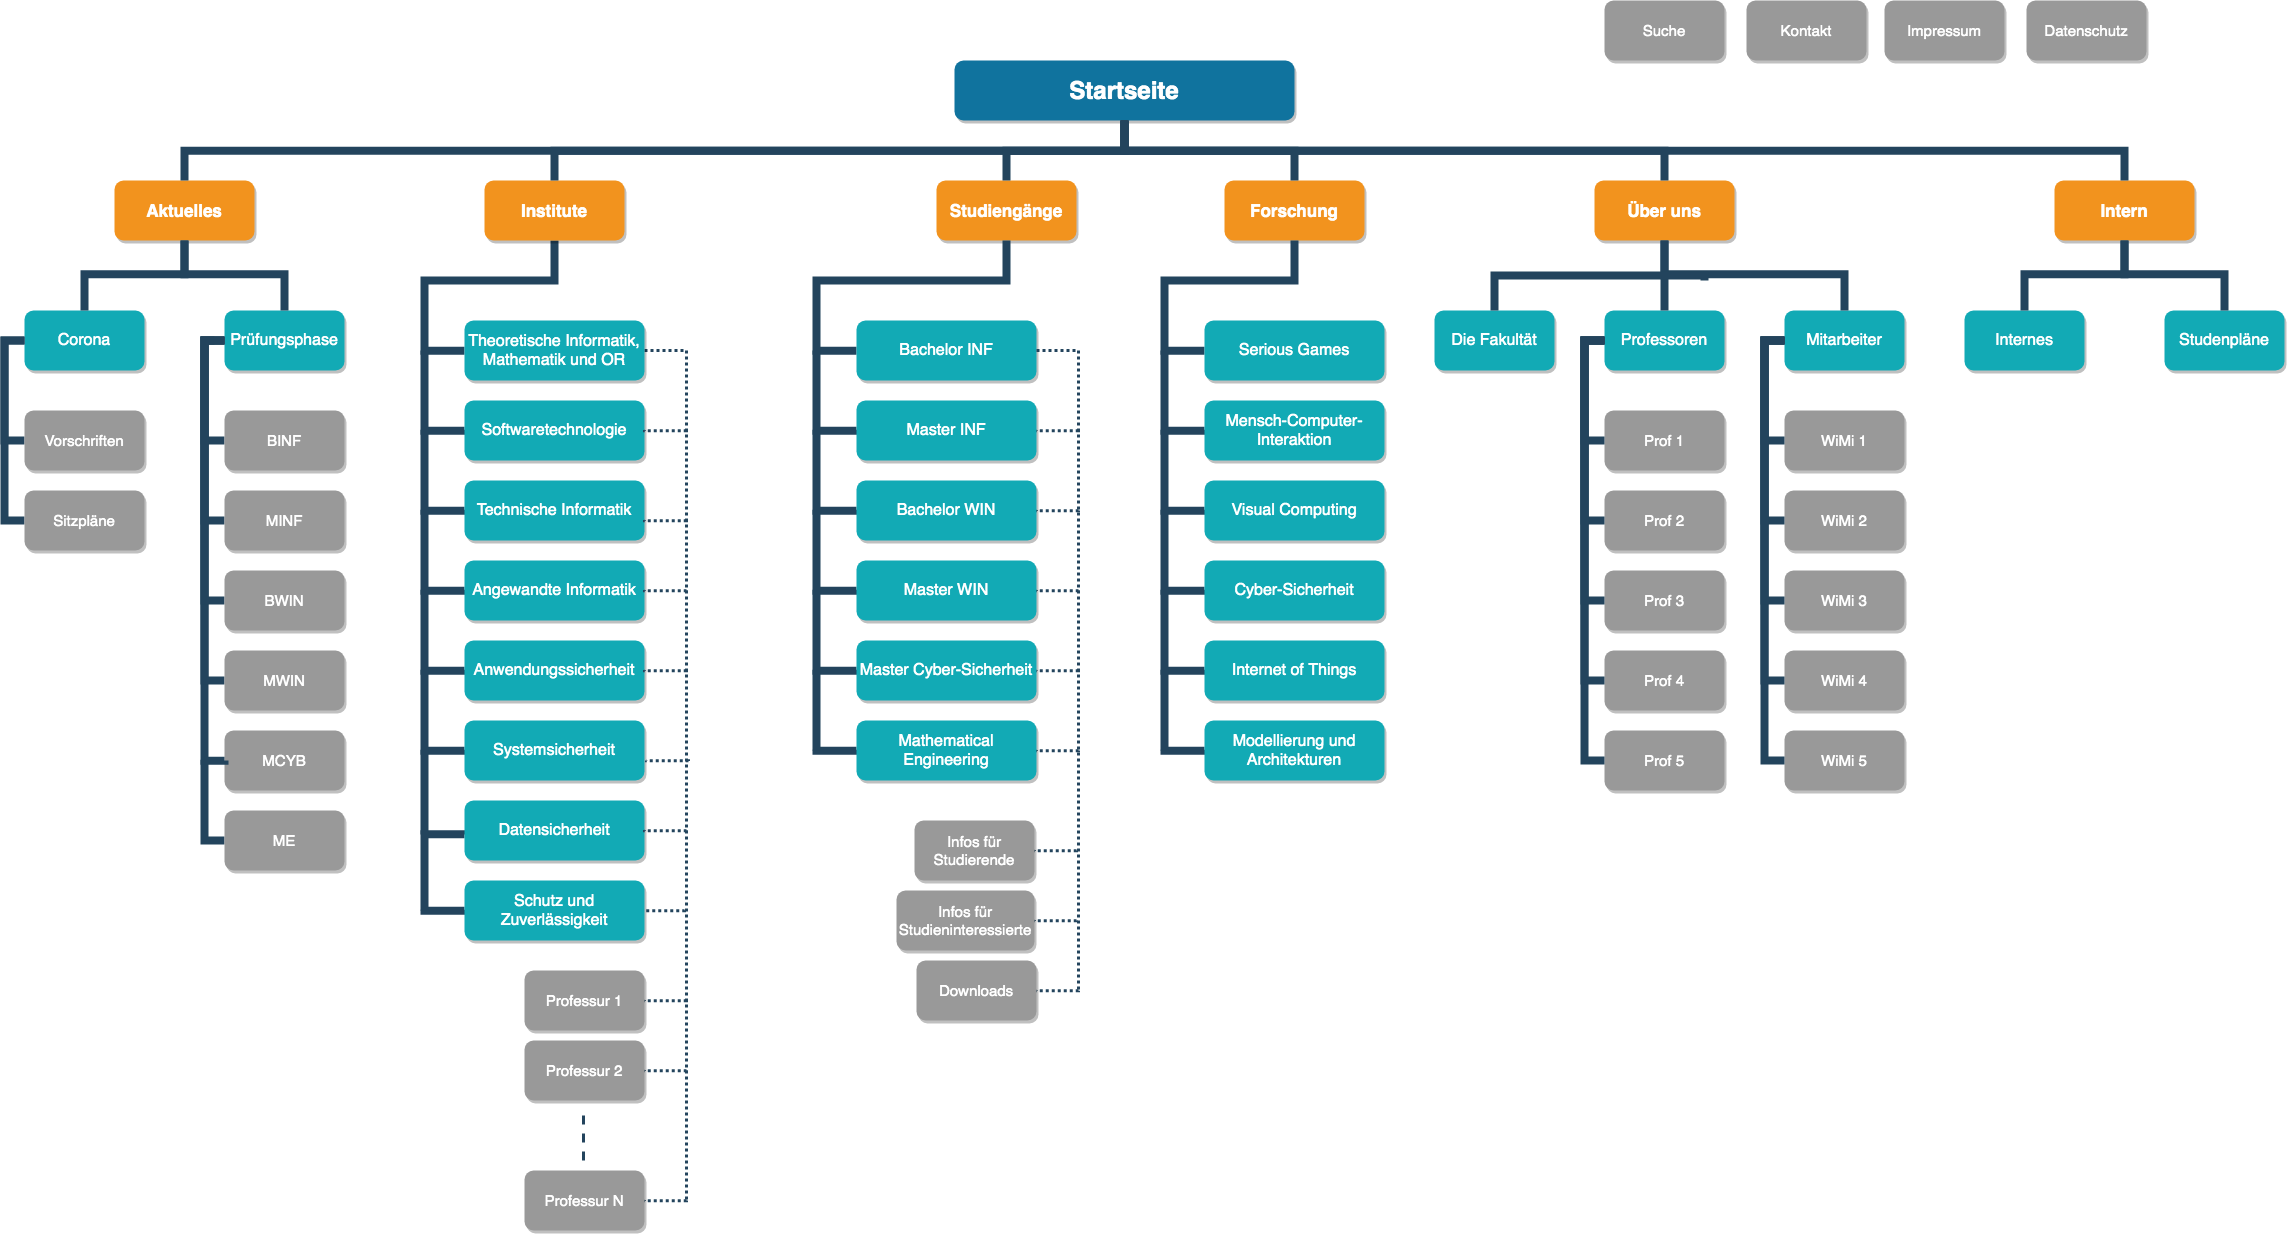 Suche
Kontakt
Impressum
Datenschutz
Startseite
Aktuelles
Institute
Studiengänge
Forschung
Über uns
Intern
Corona
Vorschriften
Sitzpläne
Prüfungsphase
BINF
MINF
BWIN
MWIN
MCYB
ME
Theoretische Informatik,
Mathematik und OR
Softwaretechnologie
Technische Informatik
Angewandte Informatik
Anwendungssicherheit
Systemsicherheit
Datensicherheit
Schutz und
Zuverlässigkeit
Professur 1
Professur 2
Professur N
Bachelor INF
Master INF
Bachelor WIN
Master WIN
Master Cyber-Sicherheit
Mathematical
Engineering
Infos für
Studierende
Infos für
Studieninteressierte
Downloads
Serious Games
Mensch-Computer-
Interaktion
Visual Computing
Cyber-Sicherheit
Internet of Things
Modellierung und
Architekturen
Die Fakultät
Professoren
Prof 1
Prof 2
Prof 3
Prof 4
Prof 5
Mitarbeiter
WiMi 1
WiMi 2
WiMi 3
WiMi 4
WiMi 5
Internes
Studenpläne